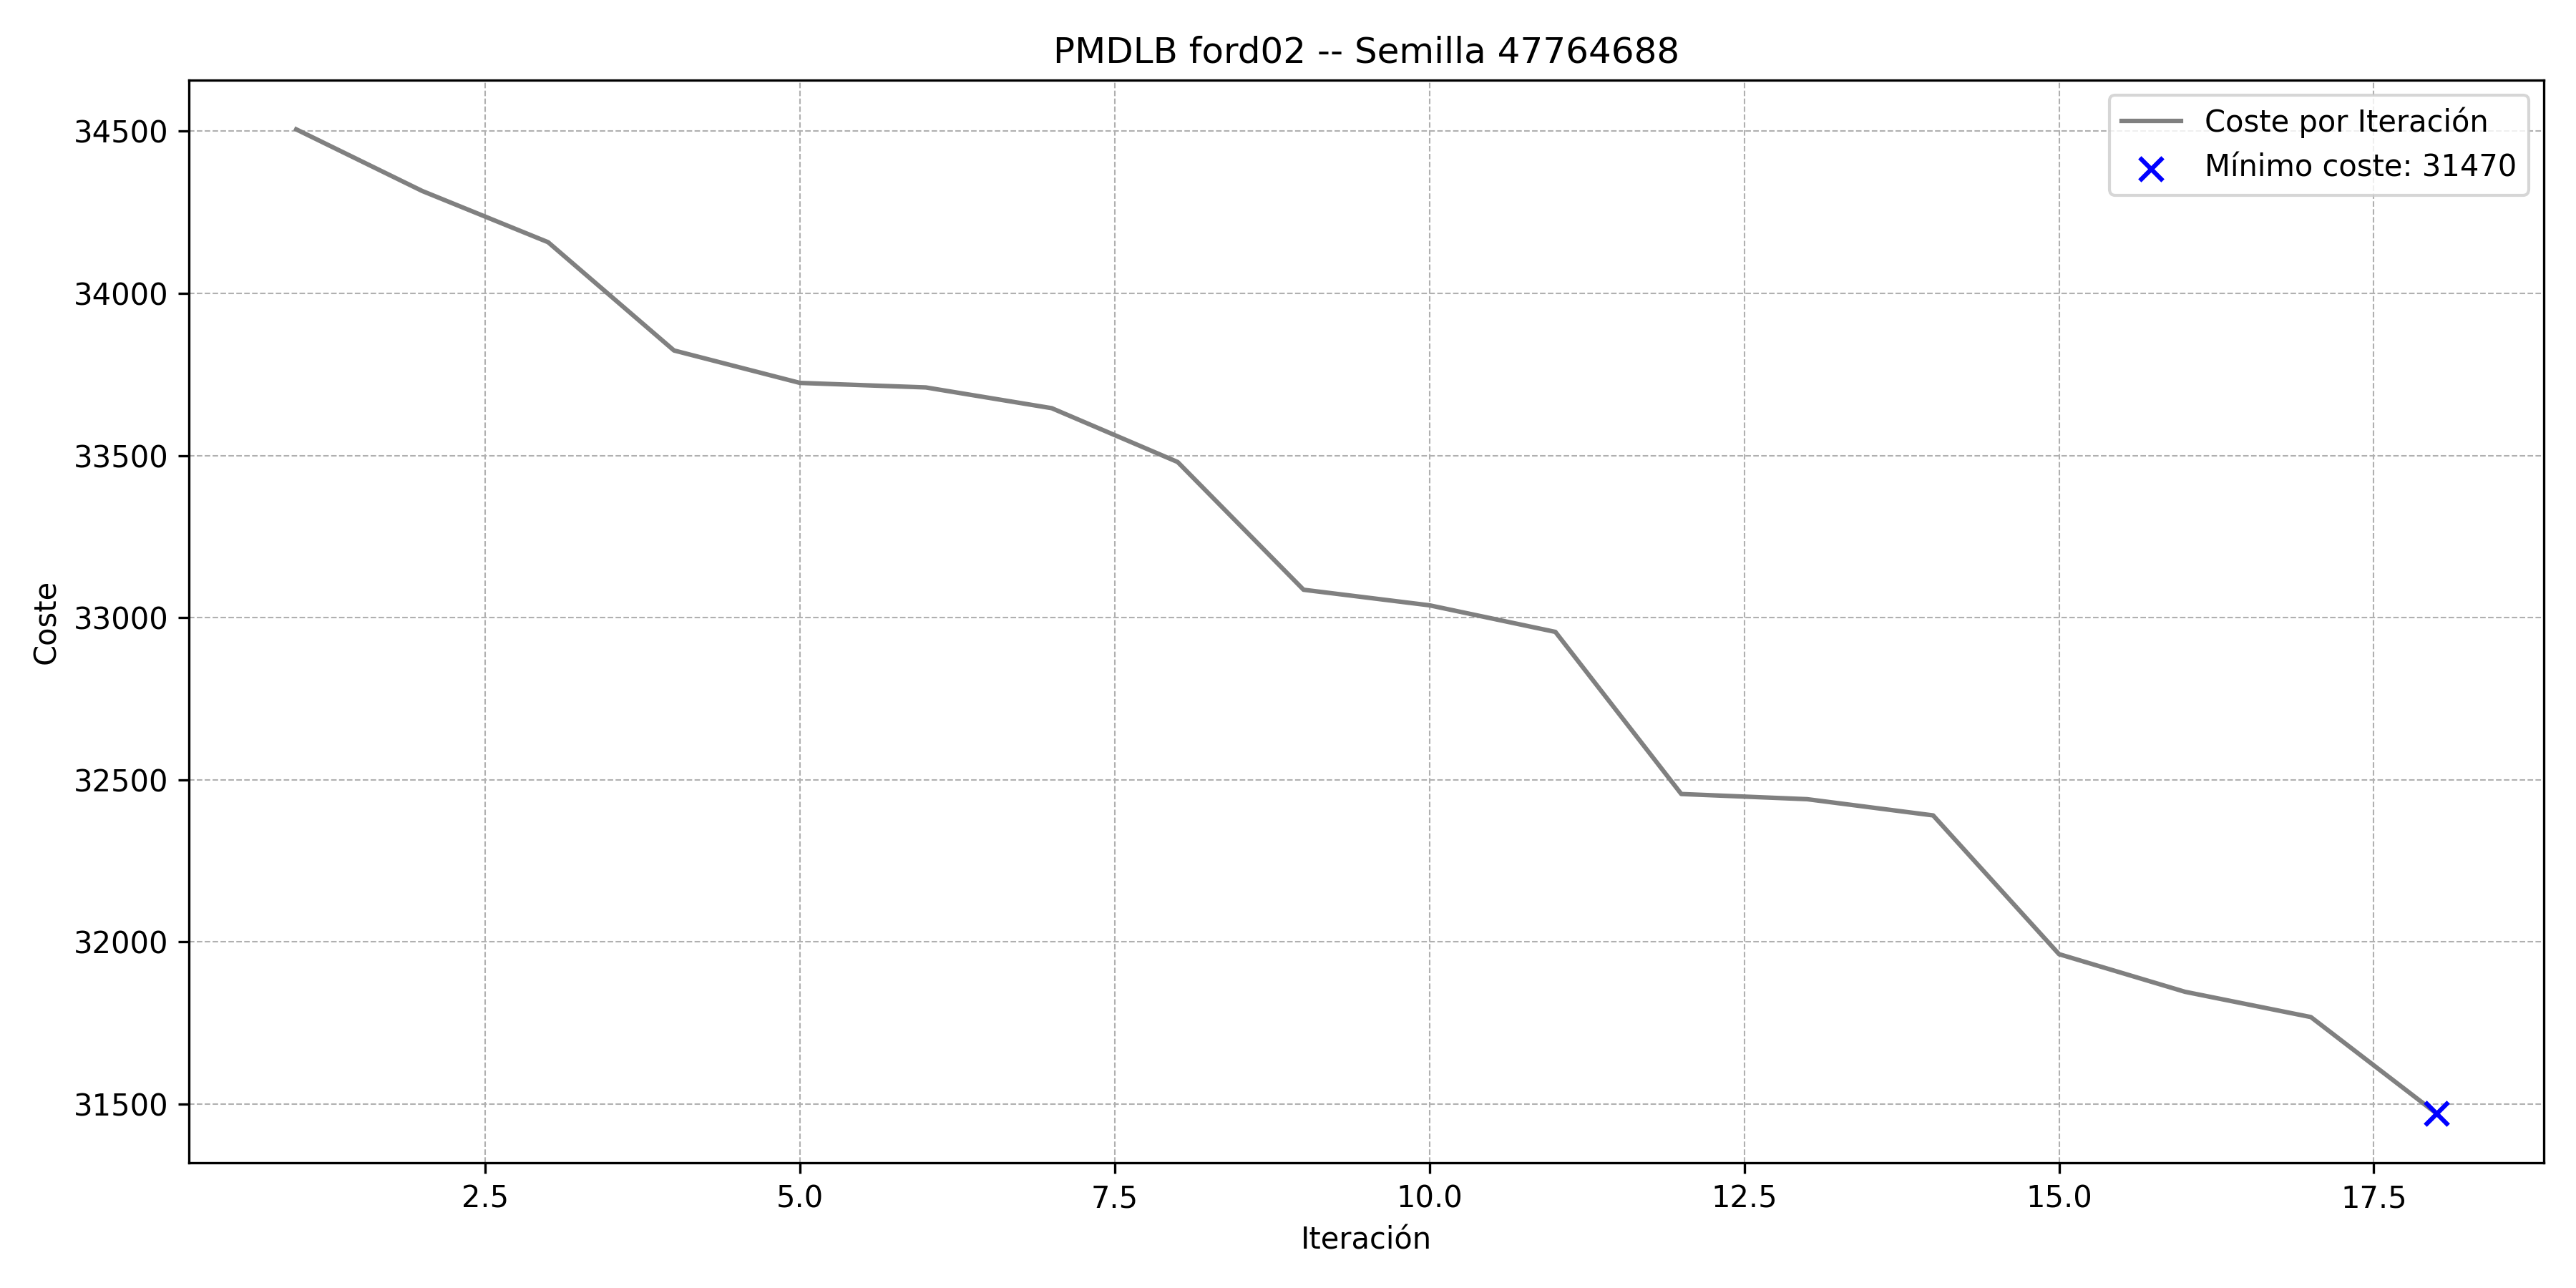 PMDLB ford02 -- Semilla 47764688
Coste por Iteración
Mínimo coste: 31470
34500
34000
33500
33000
32500
32000
31500
Coste
2.5 5.0 7.5 10.0 12.5 15.0 17.5
Iteración